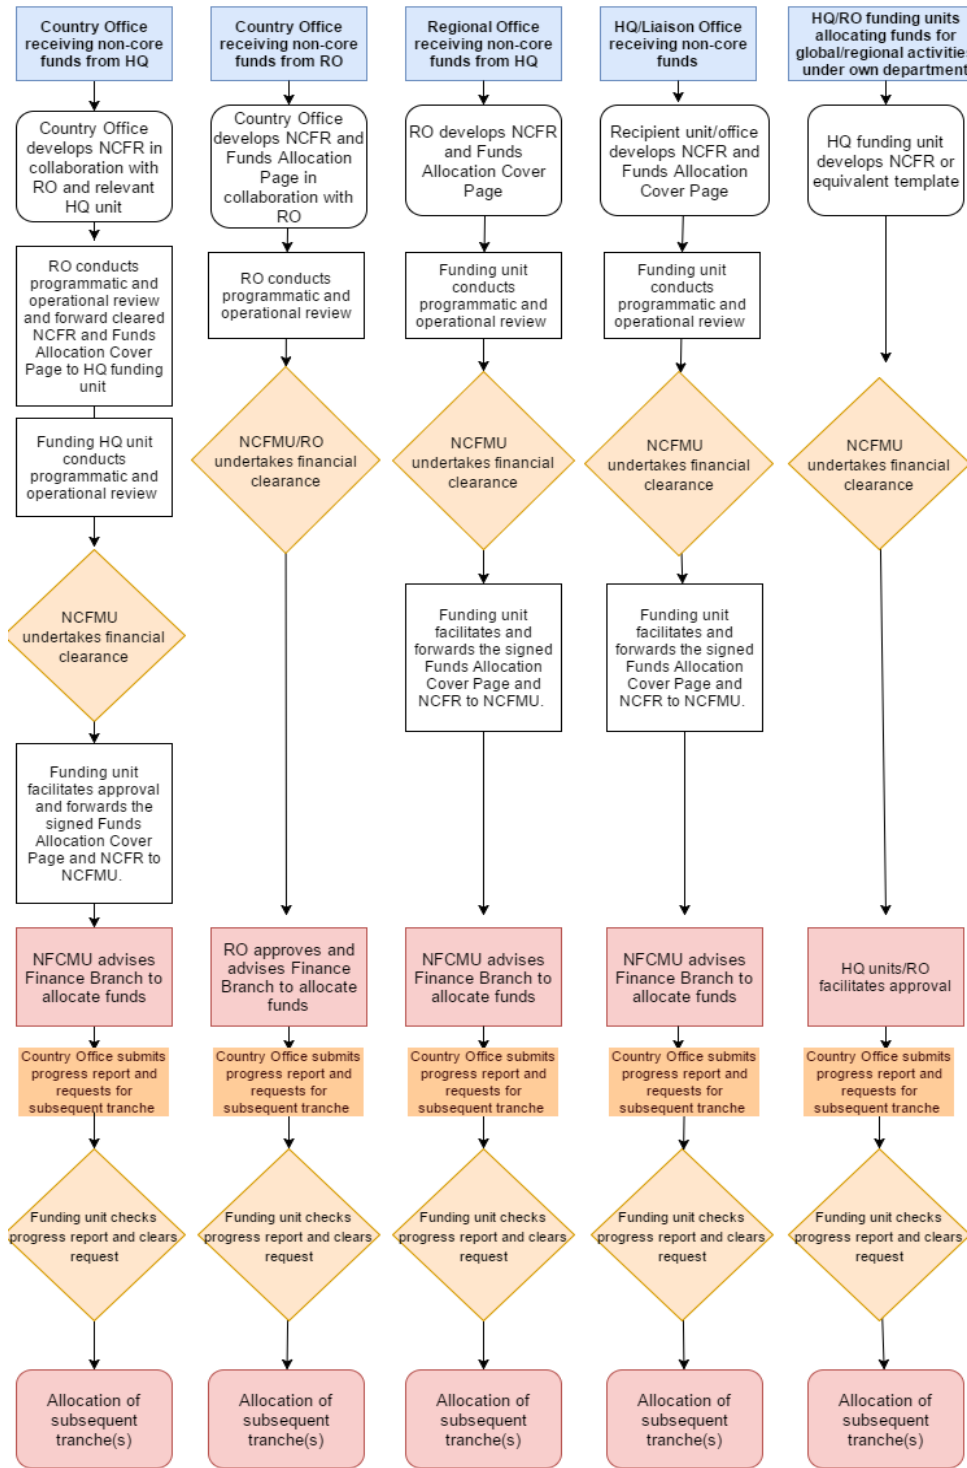 Country Office
receiving non-core
funds from HQ
Country Office
develops NCFR in
collaboration with
RO and relevant
HQ unit
RO conducts
programmatic and
operational review
and forward cleared
NCFR and Funds
Allocation Cover
Page to HQ funding
unit
Funding HQ unit
conducts
programmatic and
operational review
NCFMU
undertakes financial
clearance
Funding unit
facilitates approval
and forwards the
signed Funds
Allocation Cover
Page and NCFR to
NCFMU.
NFCMU advises
Finance Branch to
allocate funds
Country Office submits
progress report and
requests for
subsequent tranche
Funding unit checks
progress report and clears
request
Allocation of
subsequent
tranche(s)
Country Office
receiving non-core
funds from RO
Country Office
develops NCFR and
Funds Allocation
Page in
collaboration with
RO
RO conducts
programmatic and
operational review
NCFMU/RO
undertakes financial
clearance
RO approves and
advises Finance
Branch to allocate
funds
Country Office submits
progress report and
requests for
subsequent tranche
Funding unit checks
progress report and clears
request
Allocation of
subsequent
tranche(s)
Regional Office
receiving non-core
funds from HQ
RO develops NCFR
and Funds
Allocation Cover
Page
Funding unit
conducts
programmatic and
operational review
NCFMU
undertakes financial
clearance
Funding unit
facilitates and
forwards the signed
Funds Allocation
Cover Page and
NCFR to NCFMU.
NFCMU advises
Finance Branch to
allocate funds
Country Office submits
progress report and
requests for
subsequent tranche
Funding unit checks
progress report and clears
request
Allocation of
subsequent
tranche(s)
HQ/Liaison Office
receiving non-core
funds
Recipient unit/office
develops NCFR and
Funds Allocation
Cover Page
Funding unit
conducts
programmatic and
operational review
NCFMU
undertakes financial
clearance
Funding unit
facilitates and
forwards the signed
Funds Allocation
Cover Page and
NCFR to NCFMU.
NFCMU advises
Finance Branch to
allocate funds
Country Office submits
progress report and
requests for
subsequent tranche
Funding unit checks
progress report and clears
request
Allocation of
subsequent
tranche(s)
HQ/RO funding units
allocating funds for
global/regional activities
under own department
HQ funding unit
develops NCFR or
equivalent template
NCFMU
undertakes financial
clearance
HQ units/RO
facilitates approval
Country Office submits
progress report and
requests for
subsequent tranche
Funding unit checks
progress report and clears
request
Allocation of
subsequent
tranche(s)